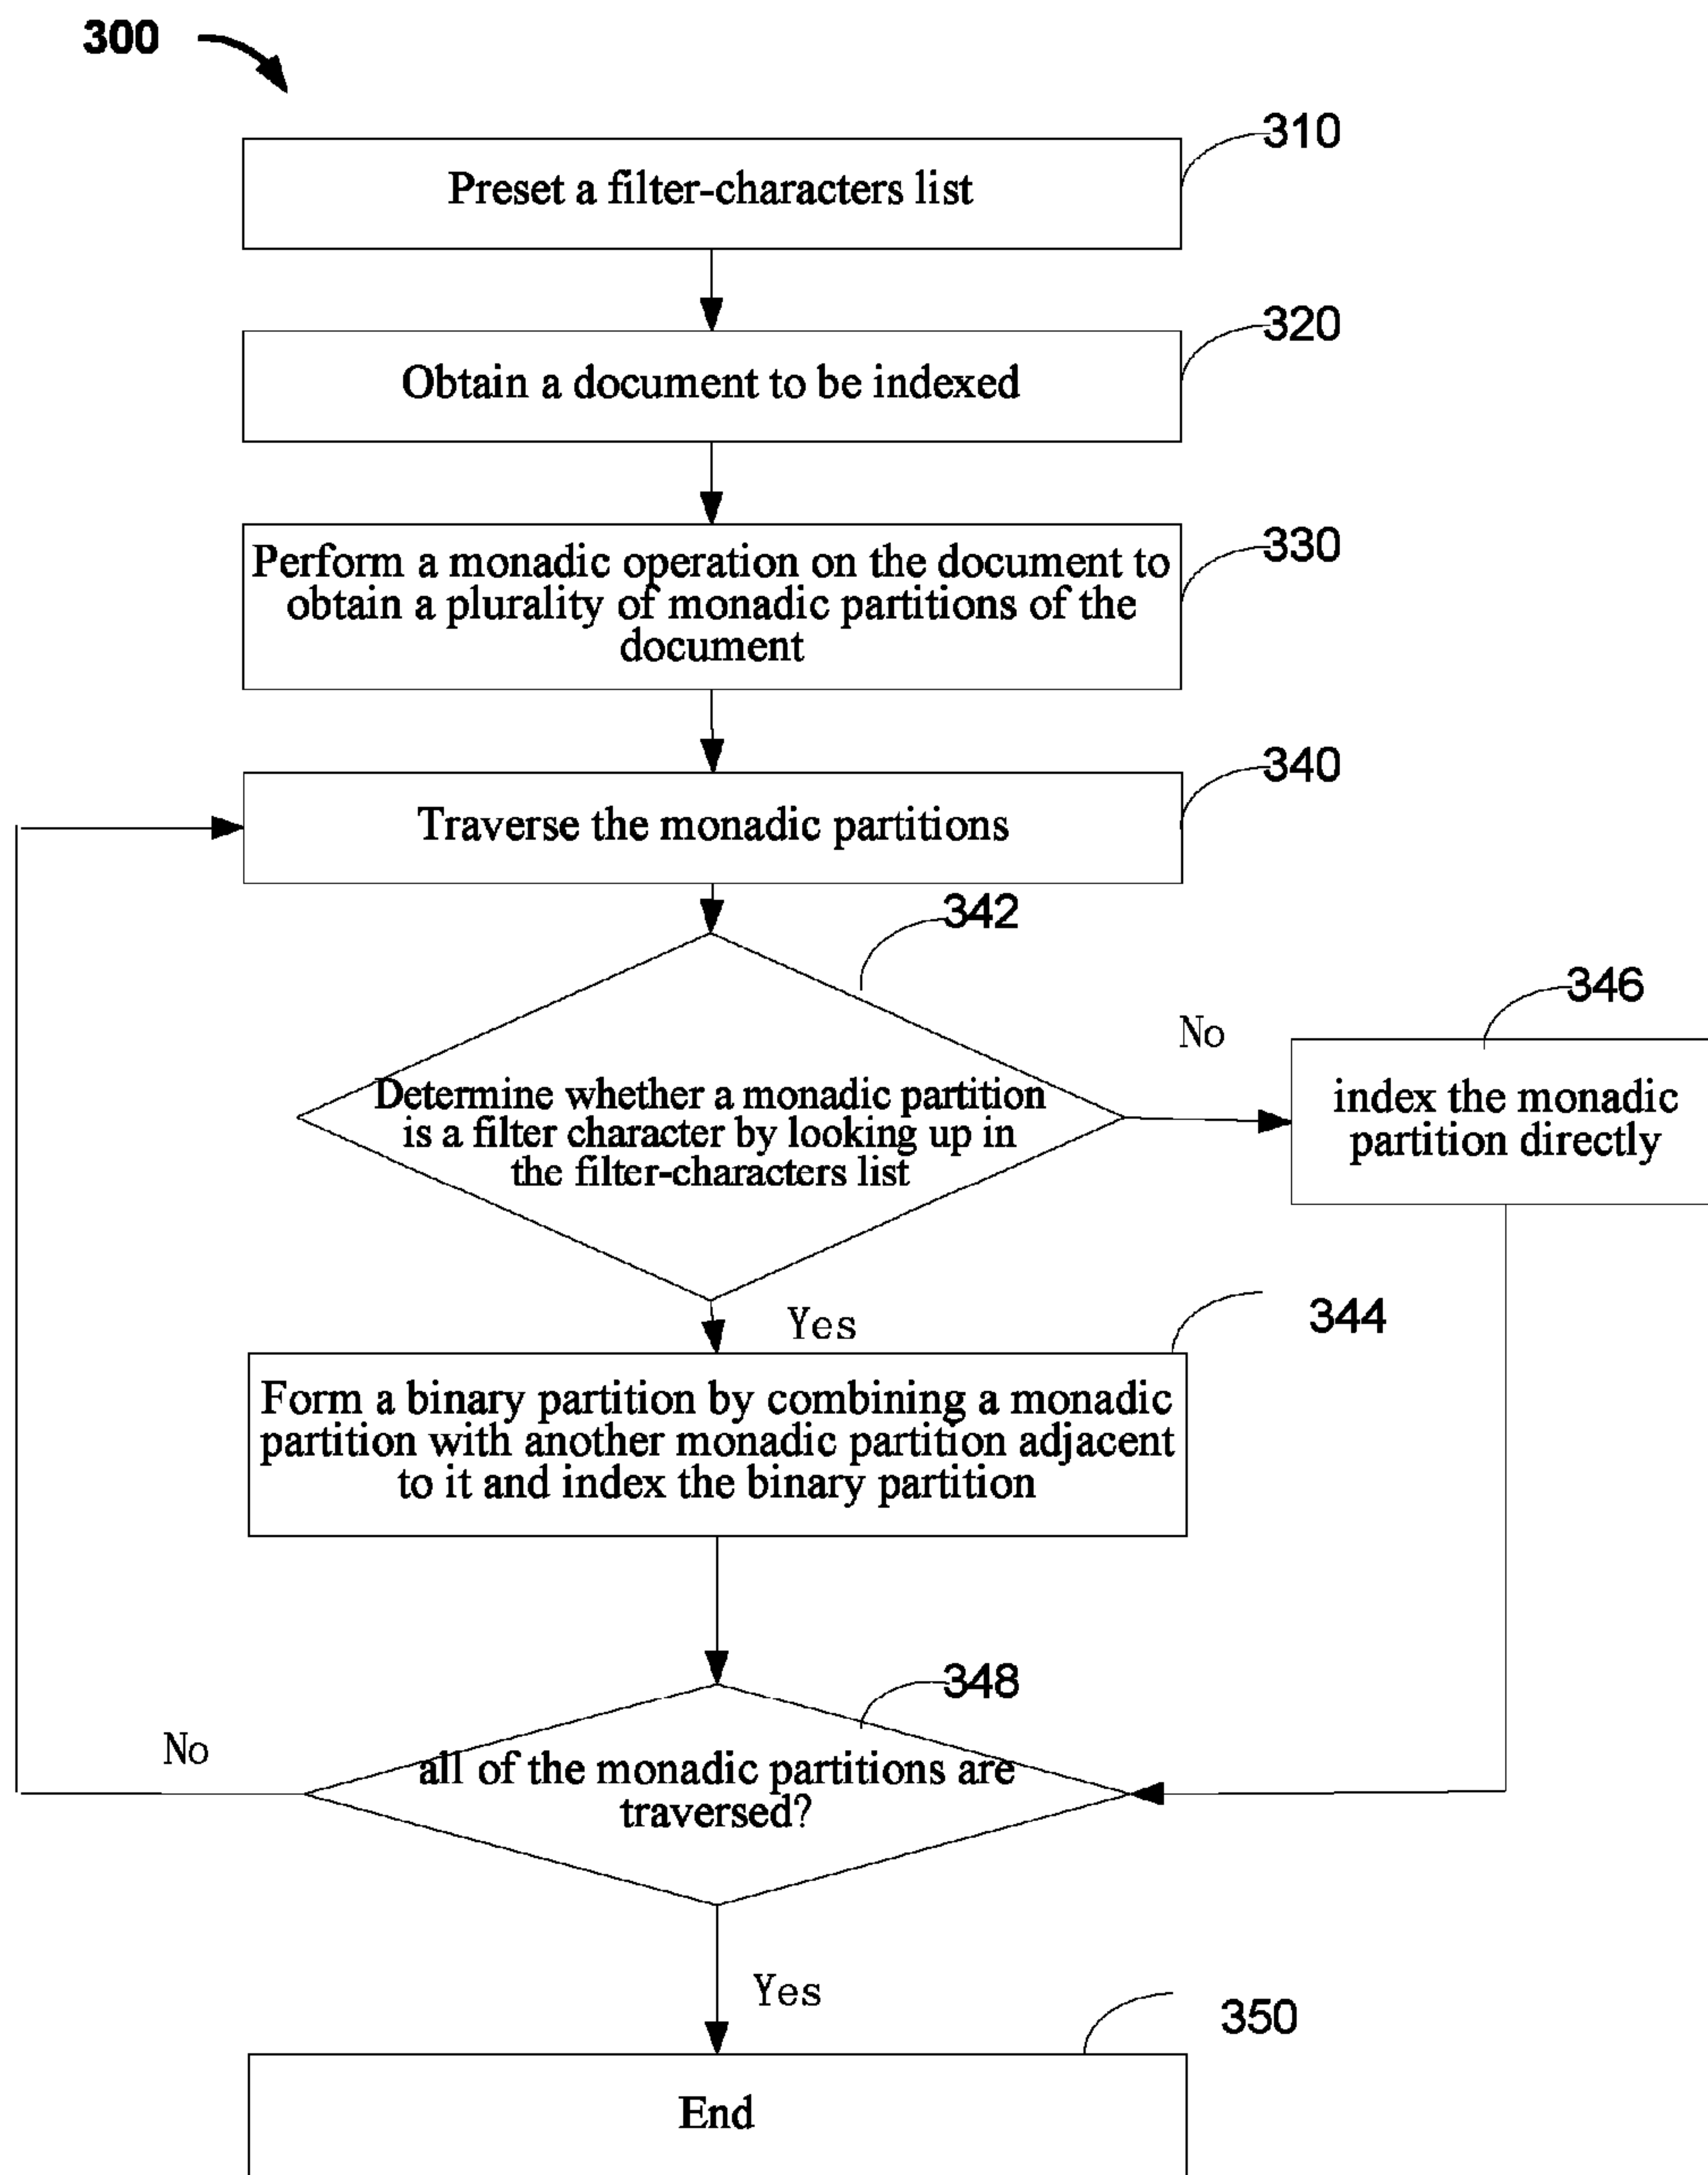 300
310
Preset a filter-characters list
320
Obtain a document to be indexed
330
Perform a monadic operation on the document to
obtain a plurality of monadic partitions of the
document
340
Traverse the monadic partitions
342
346
No
Determine whether a monadic partition
is a filter character by looking up in
the filter-characters list
index the monadic
partition directly
Yes
344
Form a binary partition by combining a monadic
partition with another monadic partition adjacent
to it and index the binary partition
348
No
all of the monadic partitions are
traversed?
Yes
350
End